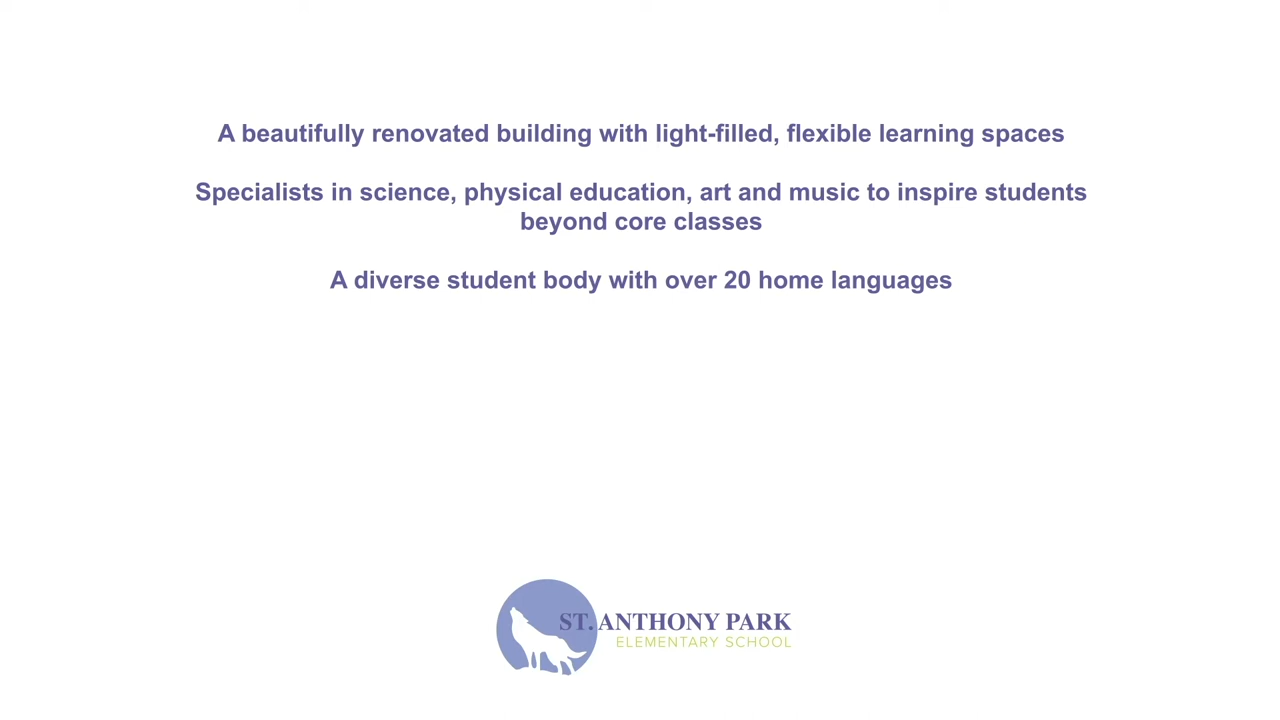 A beautifully renovated building with light-filled, flexible learning spaces
Specialists in science, physical education, art and music to inspire students
beyond core classes
A diverse student body with over 20 home languages
ST. ANTHONY PARK
ELEMENTARY SCHOOL